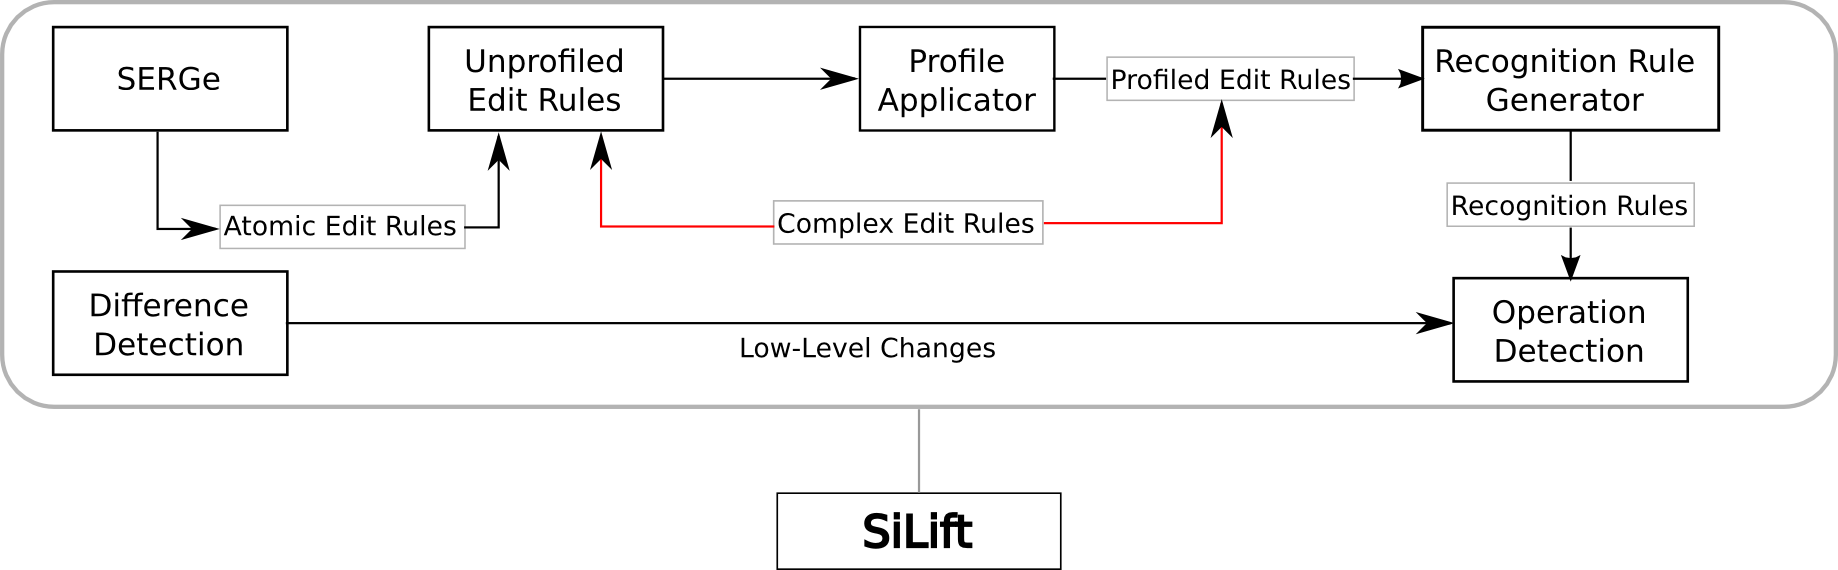 SERGe
Unprofiled
Edit Rules
Profile
Applicator
Profiled Edit Rules
Recognition Rule
Generator
Atomic Edit Rules
Complex Edit Rules
Recognition Rules
Difference
Detection
Low-Level Changes
Operation
Detection
SiLift